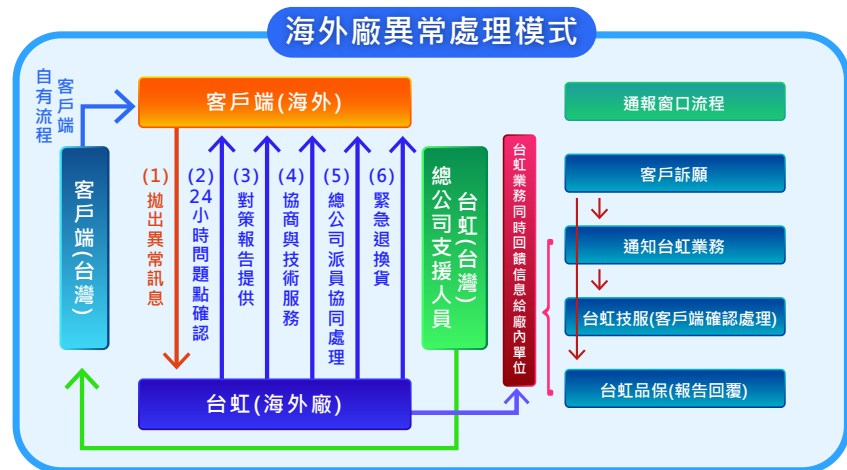 海外廠異常處理模式
客戶端
自有流程
客戶端(海外)
客戶端(台灣)
(1)拋出異常訊息
(2)24小時問題點確認
(3)對策報告提供
(4)協商與技術服務
(5)總公司派員協同處理
(6)緊急退換貨
台虹(台灣)
總公司支援人員
台虹(海外廠)
台虹業務同時回饋信息給廠內單位
通報窗口流程
客戶訴願
通知台虹業務
台虹技服(客戶端確認處理)
台虹品保(報告回覆)